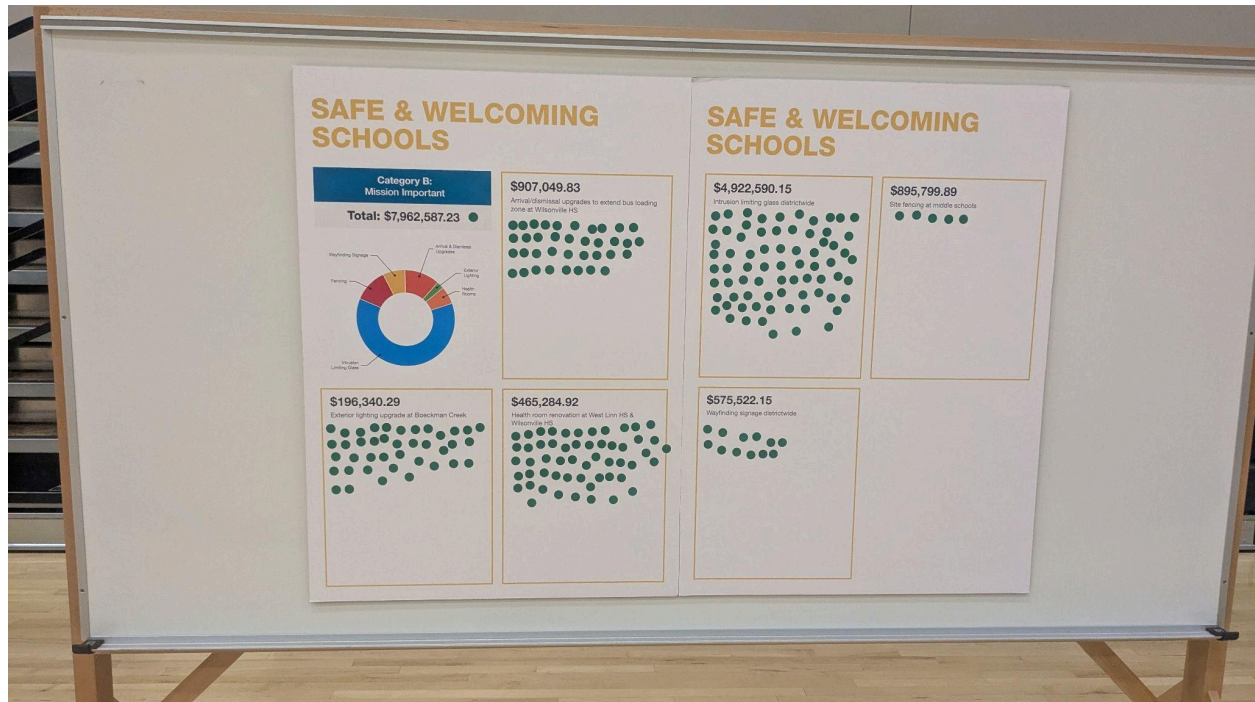 SAFE & WELCOMING
SCHOOLS
Category B:
Mission Important
Total: $7,962,587.23
Wayfinding Signage
Arrival & Dismissal
Upgrades
Exterior
Lighting
Health
Rooms
Fencing
Intrusion
Limiting Glass
$907,049.83
Arrival/dismissal upgrades to extend bus loading
zone at Wilsonville HS
$196,340.29
Exterior lighting upgrade at Boeckman Creek
$465,284.92
Health room renovation at West Linn HS &
Wilsonville HS
SAFE & WELCOMING
SCHOOLS
$4,922,590.15
Intrusion limiting glass districtwide
$895,799.89
Site fencing at middle schools
$575,522.15
Wayfinding signage districtwide